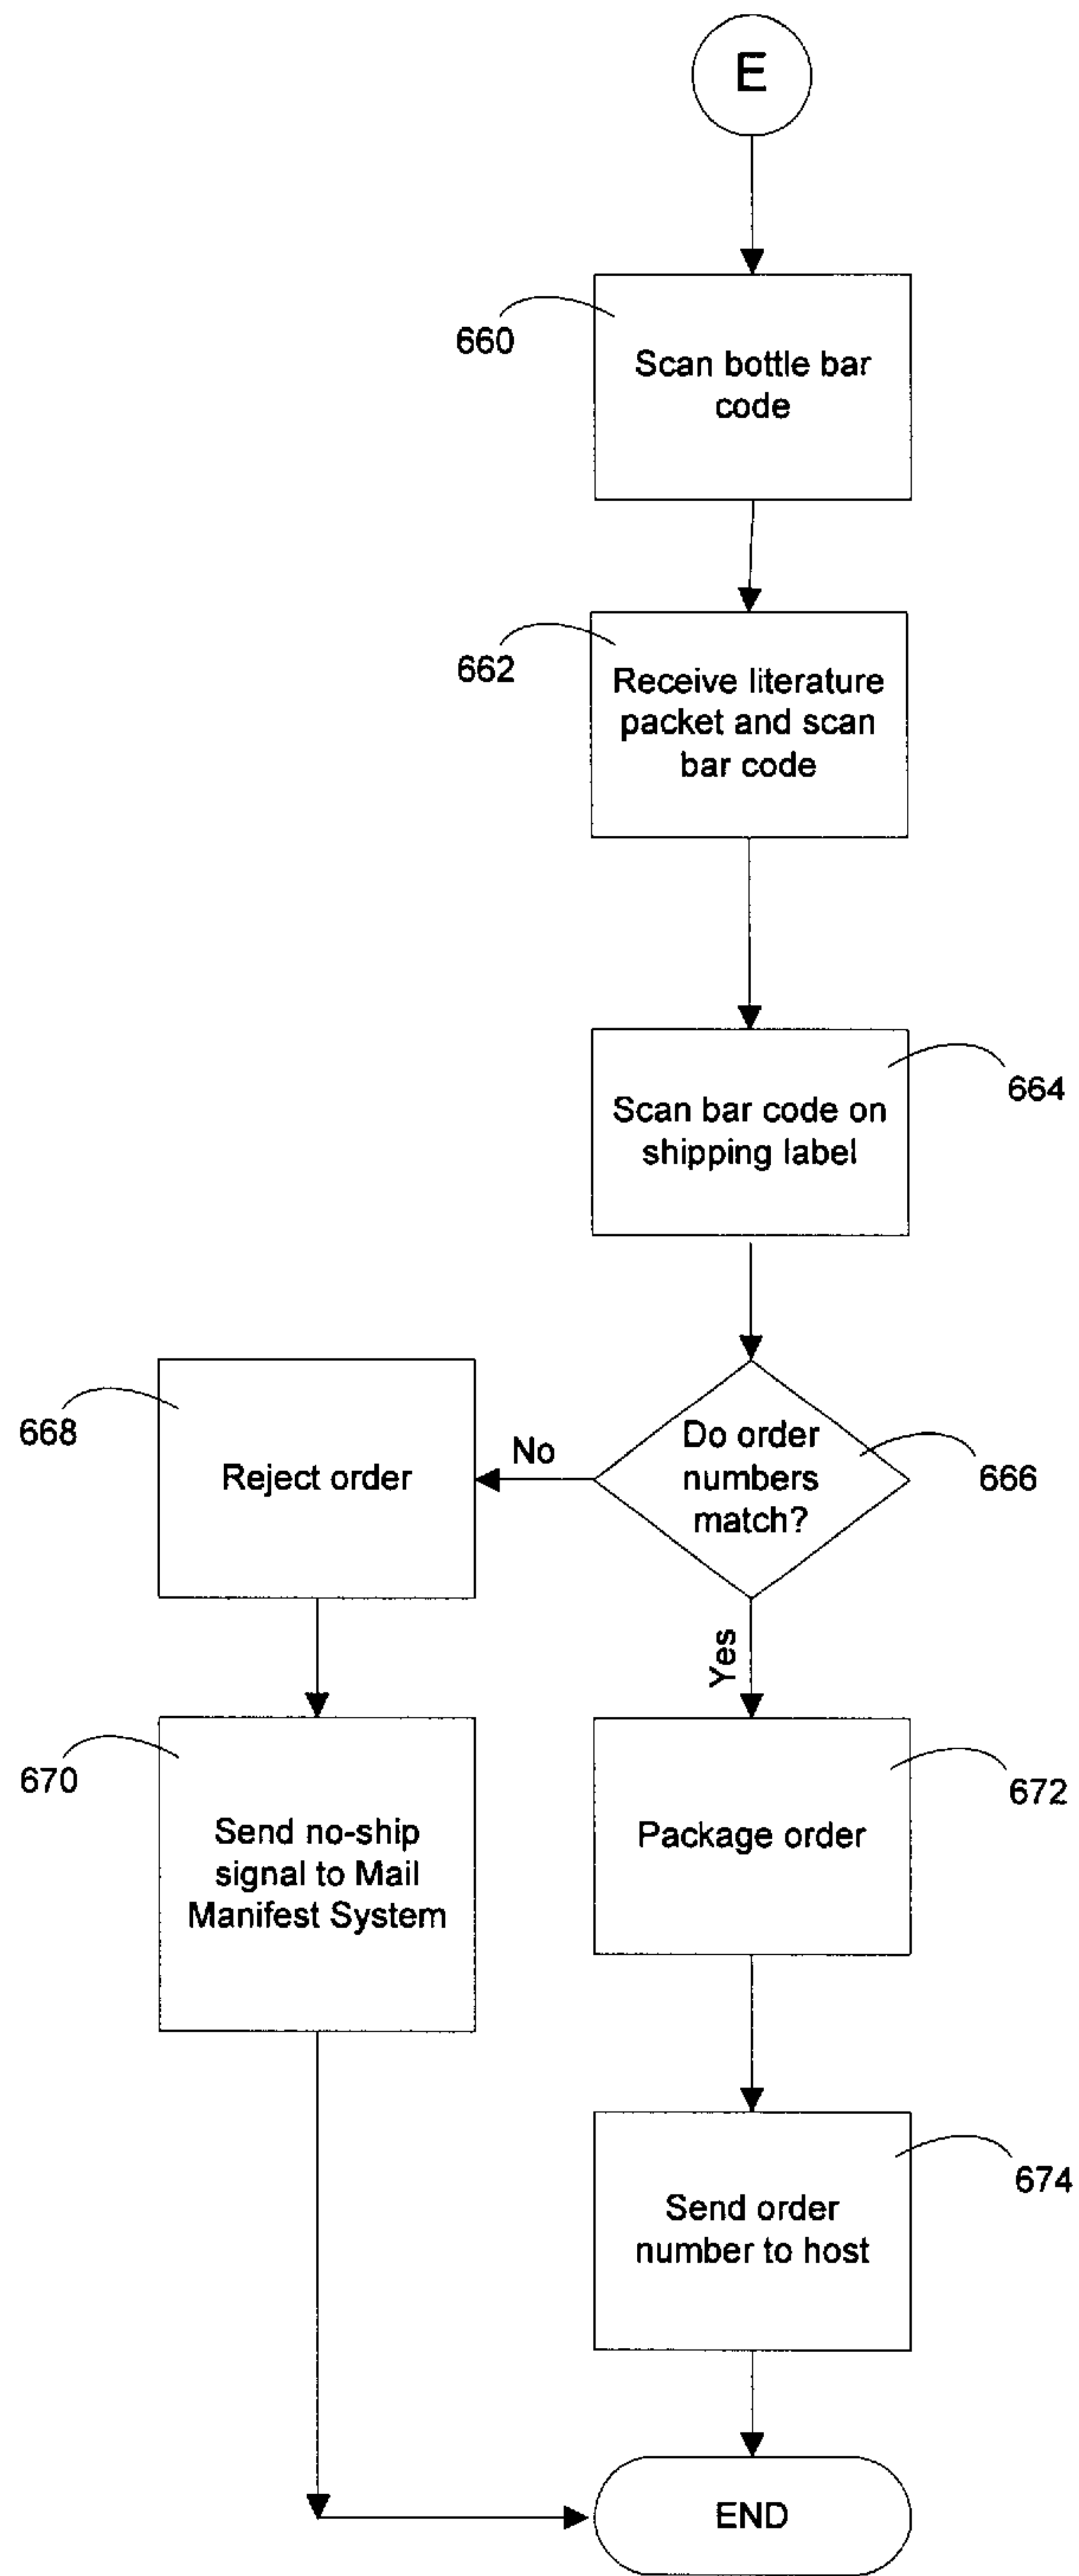 E
660
Scan bottle bar
code
662
Receive literature
packet and scan
bar code
664
Scan bar code on
shipping label
668
Reject order
No
Do order
numbers
match?
666
Yes
670
Send no-ship
signal to Mail
Manifest System
672
Package order
674
Send order
number to host
END